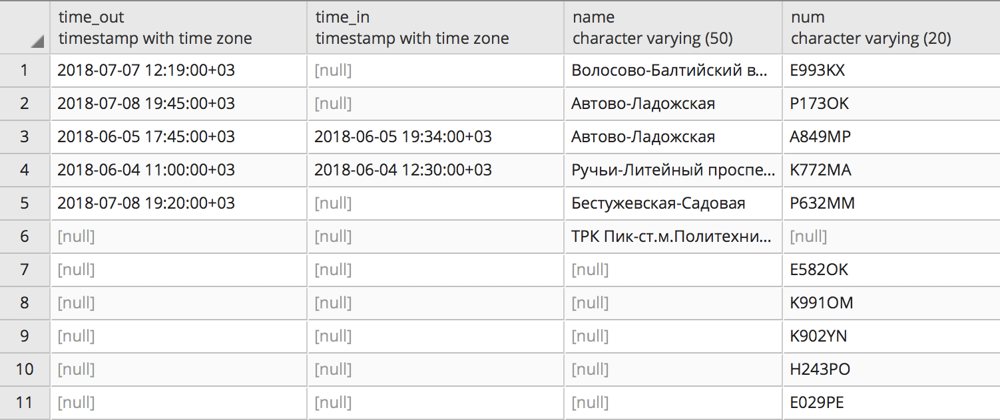 time_out time_in name num
timestamp with time zone timestamp with time zone character varying (50) character varying (20)
1 2018-07-07 12:19:00+03 [null] Волосово-Балтийский в... E993KX
2 2018-07-08 19:45:00+03 [null] Автово-Ладожская P173OK
3 2018-06-05 17:45:00+03 2018-06-05 19:34:00+03 Автово-Ладожская A849MP
4 2018-06-04 11:00:00+03 2018-06-04 12:30:00+03 Ручьи-Литейный проспе... K772MA
5 2018-07-08 19:20:00+03 [null] Бестужевская-Садовая P632MM
6 [null] [null] ТРК Пик-ст.м.Политехни... [null]
7 [null] [null] [null] E582OK
8 [null] [null] [null] K991OM
9 [null] [null] [null] K902YN
10 [null] [null] [null] H243PO
11 [null] [null] [null] E029PE